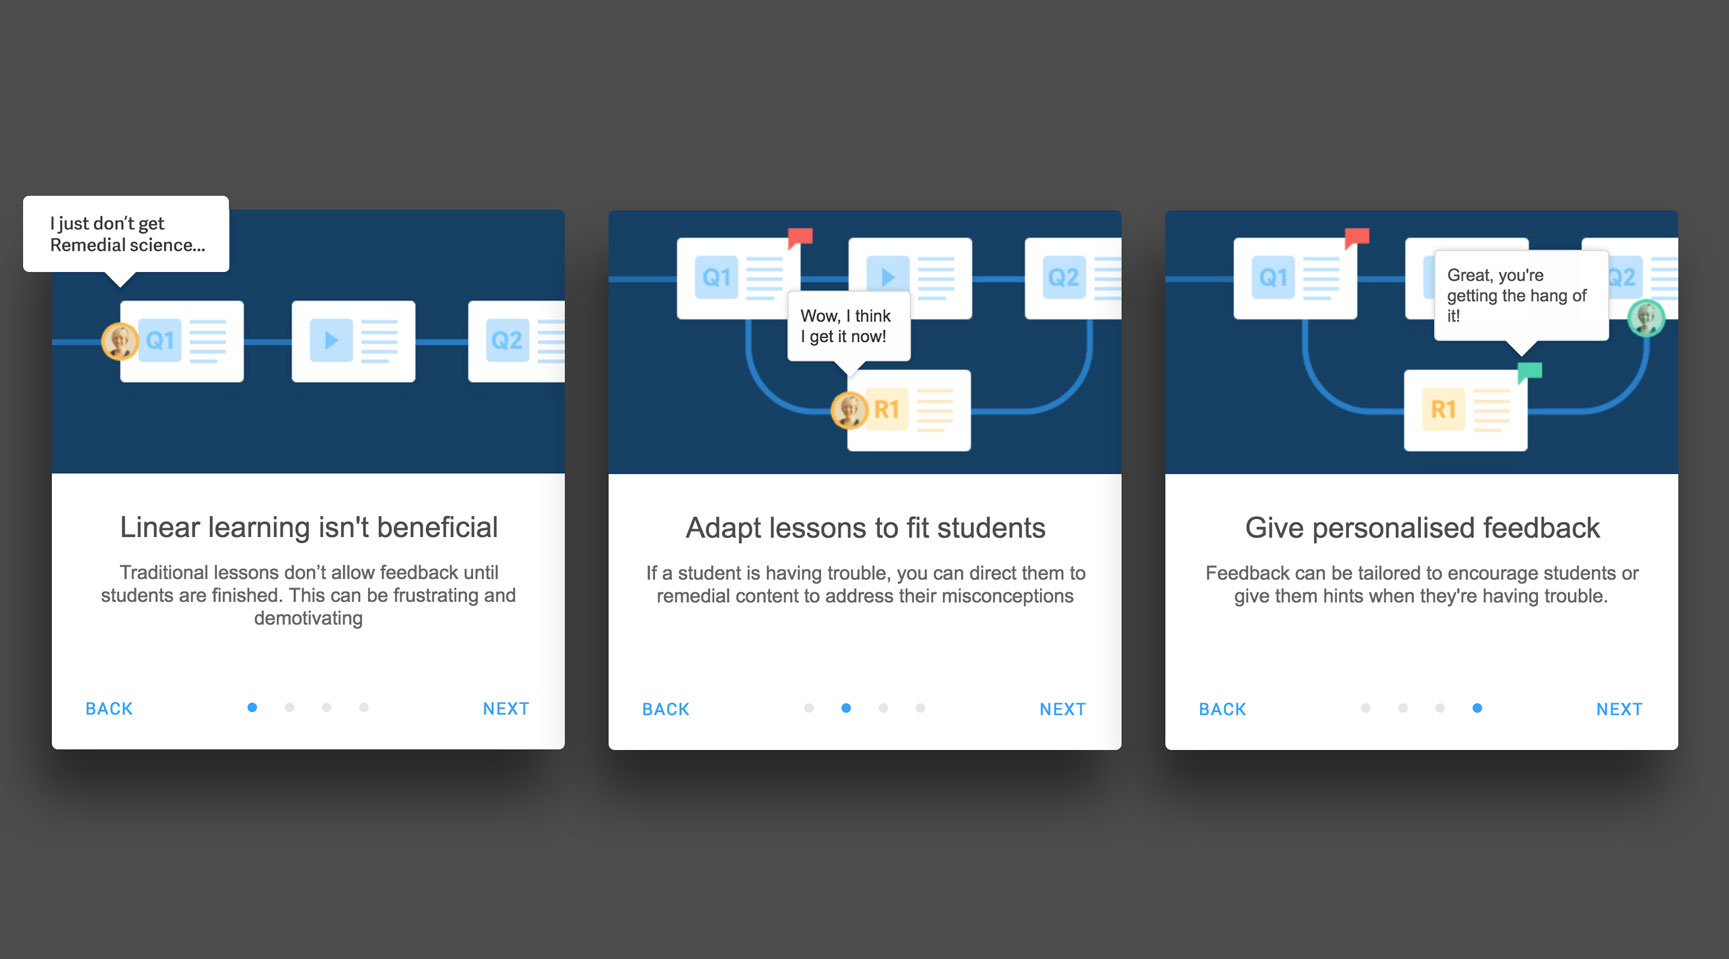 I just don't get
Remedial science...
Q1
Q2
Linear learning isn't beneficial
Traditional lessons don’t allow feedback until
students are finished. This can be frustrating and
demotivating
BACK
NEXT
Q1
Q2
Wow, I think
I get it now!
R1
Adapt lessons to fit students
If a student is having trouble, you can direct them to
remedial content to address their misconceptions
BACK
NEXT
Q1
Q2
Great, you're
getting the hang of
it!
R1
Give personalised feedback
Feedback can be tailored to encourage students or
give them hints when they're having trouble.
BACK
NEXT